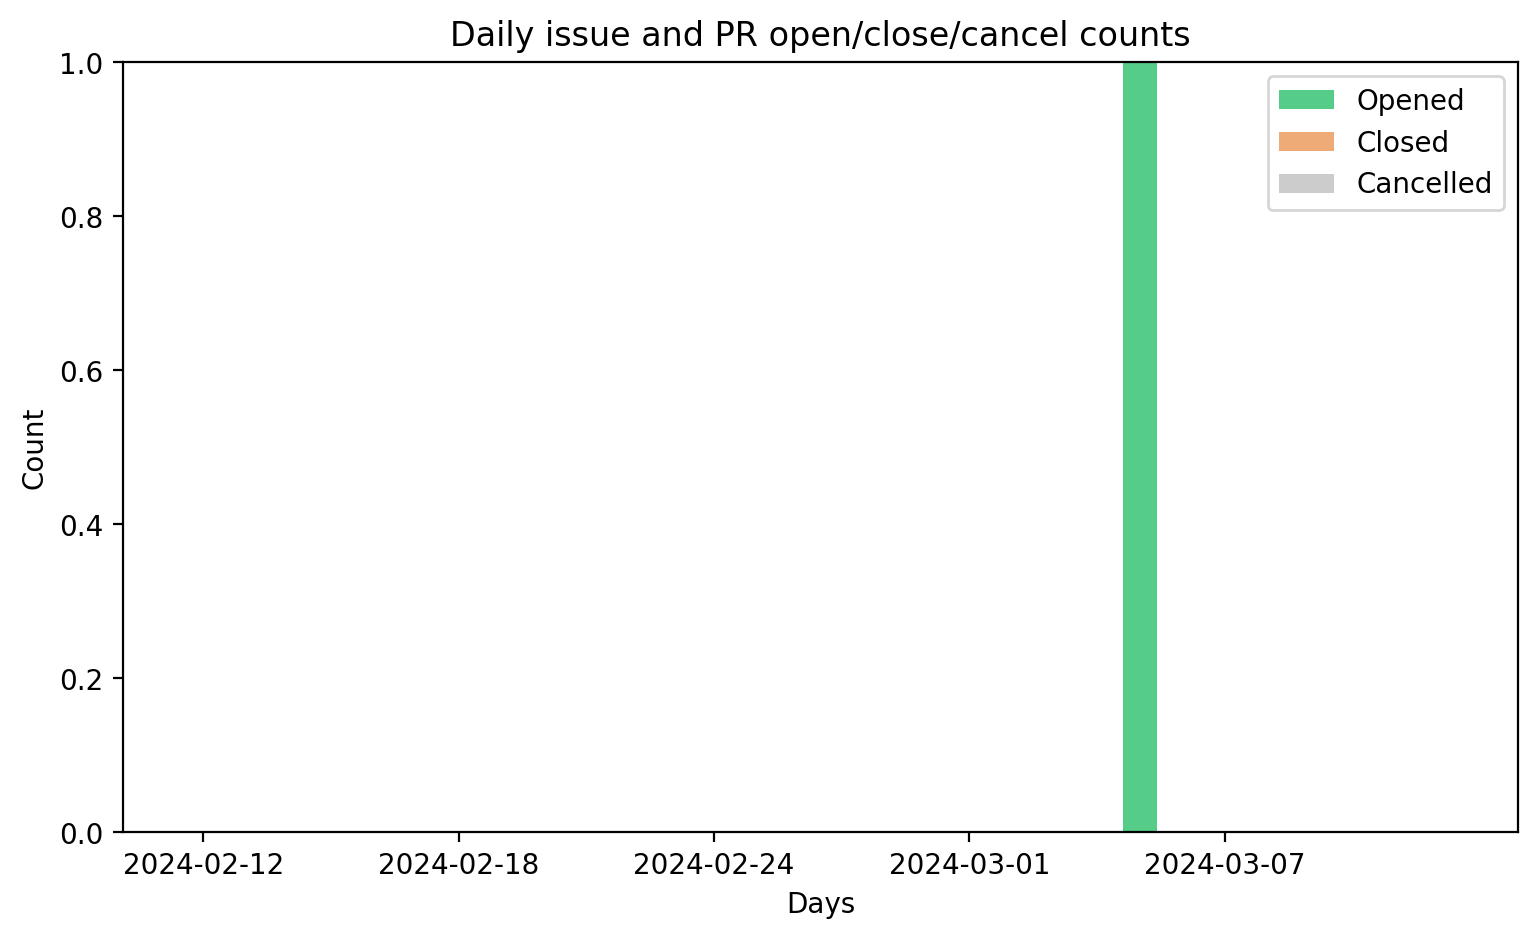 Daily issue and PR open/close/cancel counts
1.0
0.8
0.6
0.4
0.2
0.0
Count
Opened
Closed
Cancelled
2024-02-12 2024-02-18 2024-02-24 2024-03-01 2024-03-07
Days